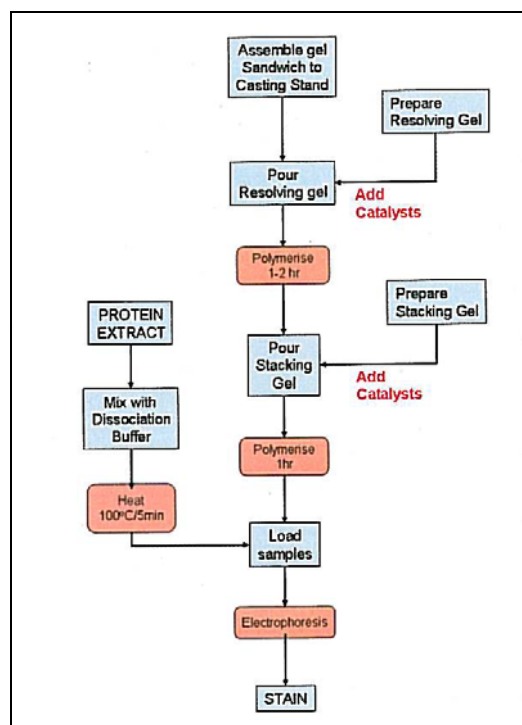 Assemble gel
Sandwich to
Casting Stand
Prepare
Resolving Gel
Pour
Resolving gel
Add
Catalysts
Polymerise
1-2 hr
Prepare
Stacking Gel
PROTEIN
EXTRACT
Pour
Stacking
Gel
Add
Catalysts
Mix with
Dissociation
Buffer
Polymerise
1hr
Heat
100ºC/5min
Load
samples
Electrophoresis
STAIN